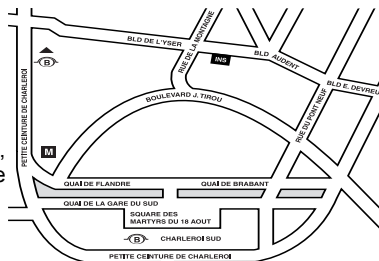 BLD DE L'YSER
RUE DE LA MONTAGNE
INS
BLD AUDENT
BLD E. DEVREU
B
PETITE CEINTURE DE CHARLEROI
BOULEVARD J. TIROU
RUE DU PONT NEUF
M
,
e
QUAI DE FLANDRE
QUAI DE BRABANT
QUAI DE LA GARE DU SUD
SQUARE DES
MARTYRS DU 18 AOUT
B
CHARLEROI SUD
PETITE CEINTURE DE CHARLEROI